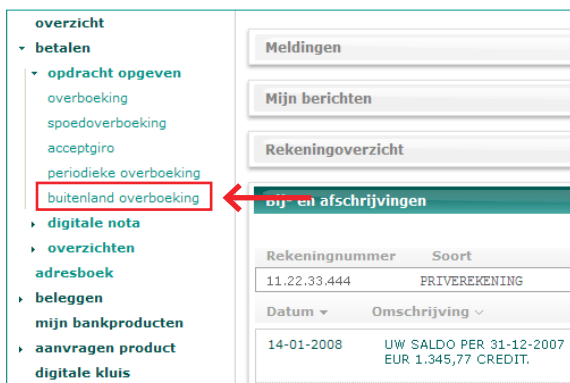 overzicht
betalen
opdracht opgeven
overboeking
spoedoverboeking
acceptgiro
periodieke overboeking
buitenland overboeking
digitale nota
overzichten
adresboek
beleggen
mijn bankproducten
aanvragen product
digitale kluis
Meldingen
Mijn berichten
Rekeningoverzicht
Bij- en afschrijvingen
Rekeningnummer Soort
11.22.33.444 PRIVEREKENING
Datum Omschrijving
14-01-2008 UW SALDO PER 31-12-2007
EUR 1.345,77 CREDIT.